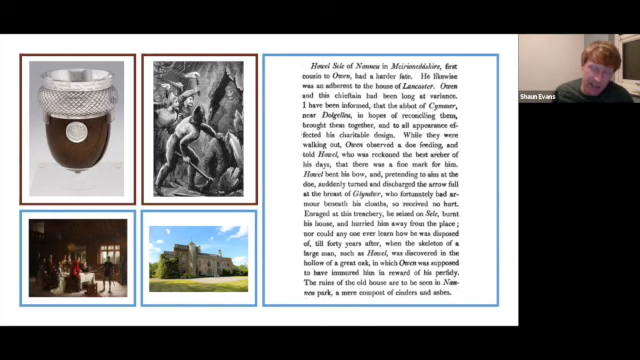 Howel Sele of Nanneu in Meirioneddshire, first
cousin to Owen, had a harder fate. He likewise
was an adherent to the house of Lancaster. Owen
and this chieftain had been long at variance.
I have been informed, that the abbot of Cymmer,
near Dolgelleu, in hopes of reconciling them,
brought them together, and to all appearance ef-
fected his charitable design. While they were
walking out, Owen observed a doe feeding, and
told Howel, who was reckoned the best archer of
his days, that there was a fine mark for him.
Howel bent his bow, and, pretending to aim at the
doe, suddenly turned and discharged the arrow full
at the breast of Glyndwr, who fortunately had ar-
mour beneath his cloaths, so received no hurt.
Enraged at this treachery, he seized on Sele, burnt
his house, and hurried him away from the place;
nor could any one ever learn how he was disposed
of, till forty years after, when the skeleton of a
large man, such as Howel, was discovered in the
hollow of a great oak, in which Owen was supposed
to have immured him in reward of his perfidy.
The ruins of the old house are to be seen in Nan-
neu park, a mere compost of cinders and ashes.
Shaun Evans